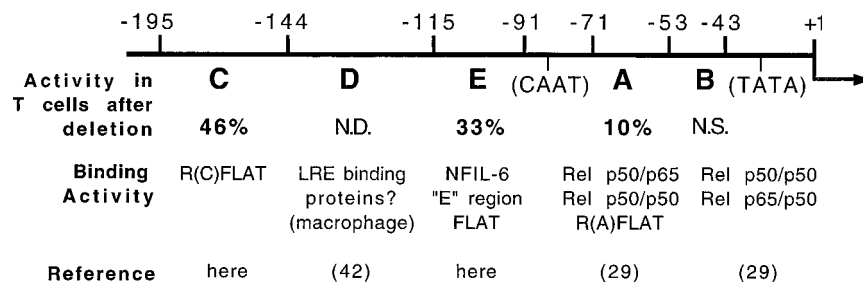 -195 -144 -115 -91 -71 -53 -43 +1
Activity in T cells after deletion C D E (CAAT) A B (TATA)
46% N.D. 33% 10% N.S.
Binding Activity R(C)FLAT LRE binding NFIL-6 Rel p50/p65 Rel p50/p50
proteins? "E" region Rel p50/p50 Rel p65/p50
(macrophage) FLAT R(A)FLAT
Reference here (42) here (29) (29)